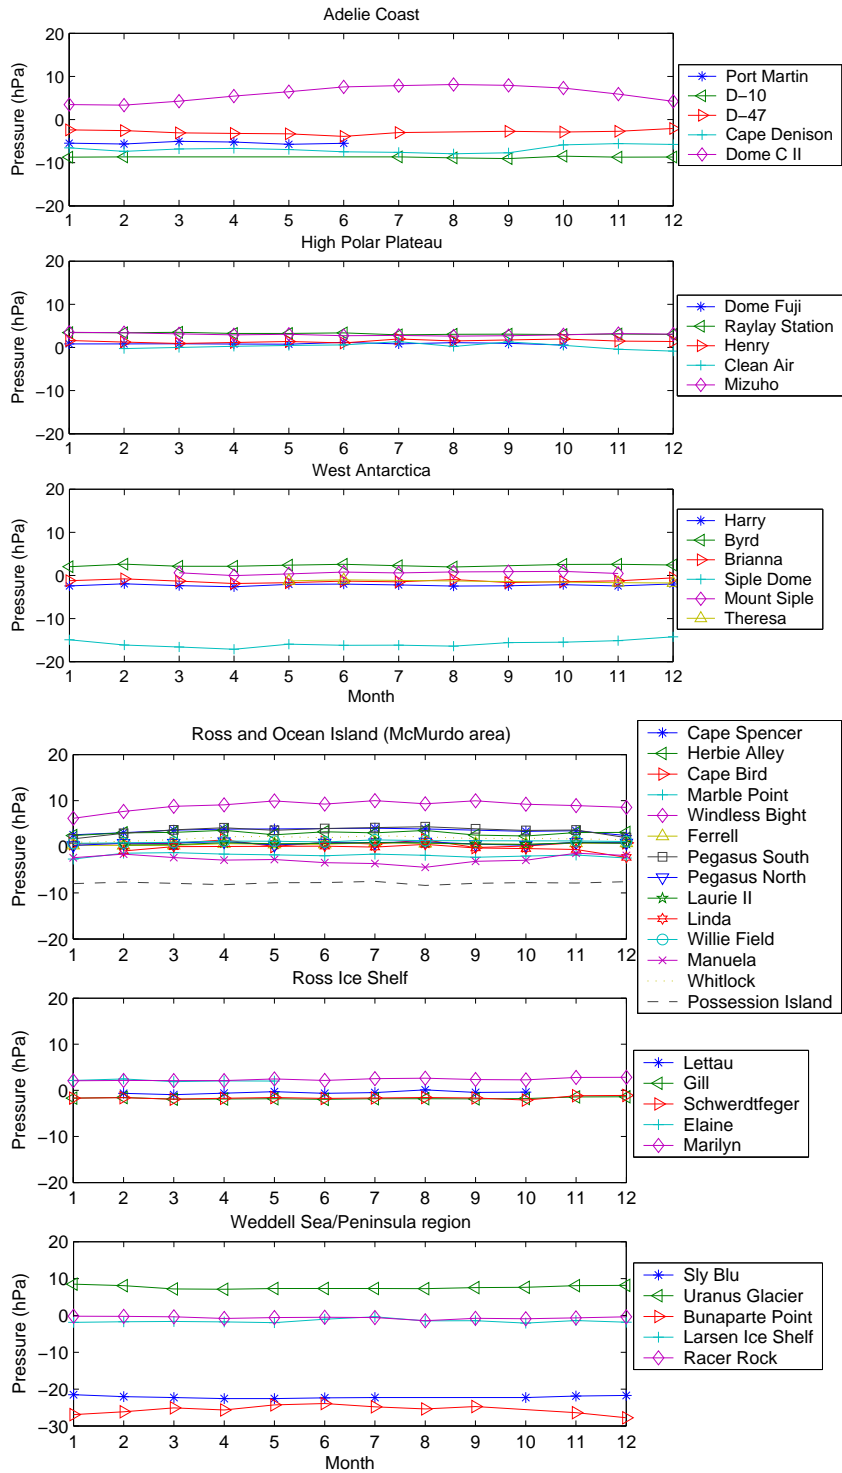 Adelie Coast
20
10
0
−10
−20
Pressure (hPa)
1 2 3 4 5 6 7 8 9 10 11 12
Port Martin
D−10
D−47
Cape Denison
Dome C II
High Polar Plateau
20
10
0
−10
−20
Pressure (hPa)
1 2 3 4 5 6 7 8 9 10 11 12
Dome Fuji
Raylay Station
Henry
Clean Air
Mizuho
West Antarctica
20
10
0
−10
−20
Pressure (hPa)
1 2 3 4 5 6 7 8 9 10 11 12
Month
Harry
Byrd
Brianna
Siple Dome
Mount Siple
Theresa
Ross and Ocean Island (McMurdo area)
20
10
0
−10
−20
Pressure (hPa)
1 2 3 4 5 6 7 8 9 10 11 12
Cape Spencer
Herbie Alley
Cape Bird
Marble Point
Windless Bight
Ferrell
Pegasus South
Pegasus North
Laurie II
Linda
Willie Field
Manuela
Whitlock
Possession Island
Ross Ice Shelf
20
10
0
−10
−20
Pressure (hPa)
1 2 3 4 5 6 7 8 9 10 11 12
Lettau
Gill
Schwerdtfeger
Elaine
Marilyn
Weddell Sea/Peninsula region
20
10
0
−10
−20
−30
Pressure (hPa)
1 2 3 4 5 6 7 8 9 10 11 12
Month
Sly Blu
Uranus Glacier
Bunaparte Point
Larsen Ice Shelf
Racer Rock